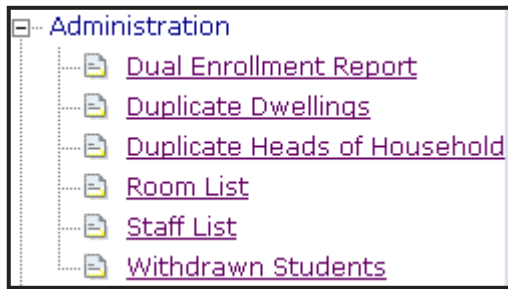 Administration
Dual Enrollment Report
Duplicate Dwellings
Duplicate Heads of Household
Room List
Staff List
Withdrawn Students